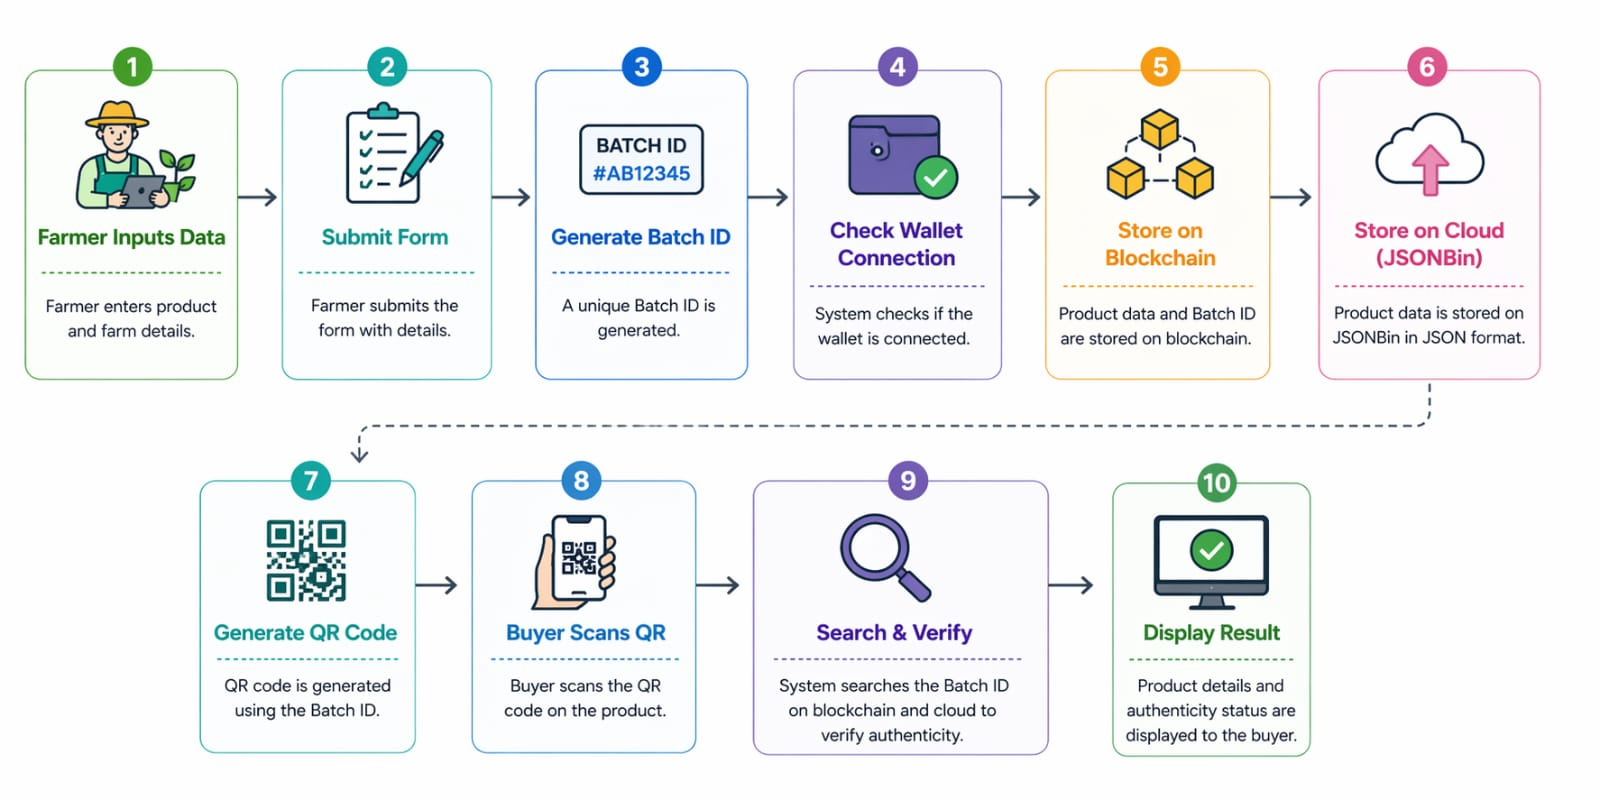 1
Farmer Inputs Data
Farmer enters product
and farm details.
2
Submit Form
Farmer submits the
form with details.
3
BATCH ID
#AB12345
Generate Batch ID
A unique Batch ID is
generated.
4
Check Wallet
Connection
System checks if the
wallet is connected.
5
Store on
Blockchain
Product data and Batch ID
are stored on blockchain.
6
Store on Cloud
(JSONBin)
Product data is stored on
JSONBin in JSON format.
7
Generate QR Code
QR code is generated
using the Batch ID.
8
Buyer Scans QR
Buyer scans the QR
code on the product.
9
Search & Verify
System searches the Batch ID
on blockchain and cloud to
verify authenticity.
10
Display Result
Product details and
authenticity status are
displayed to the buyer.